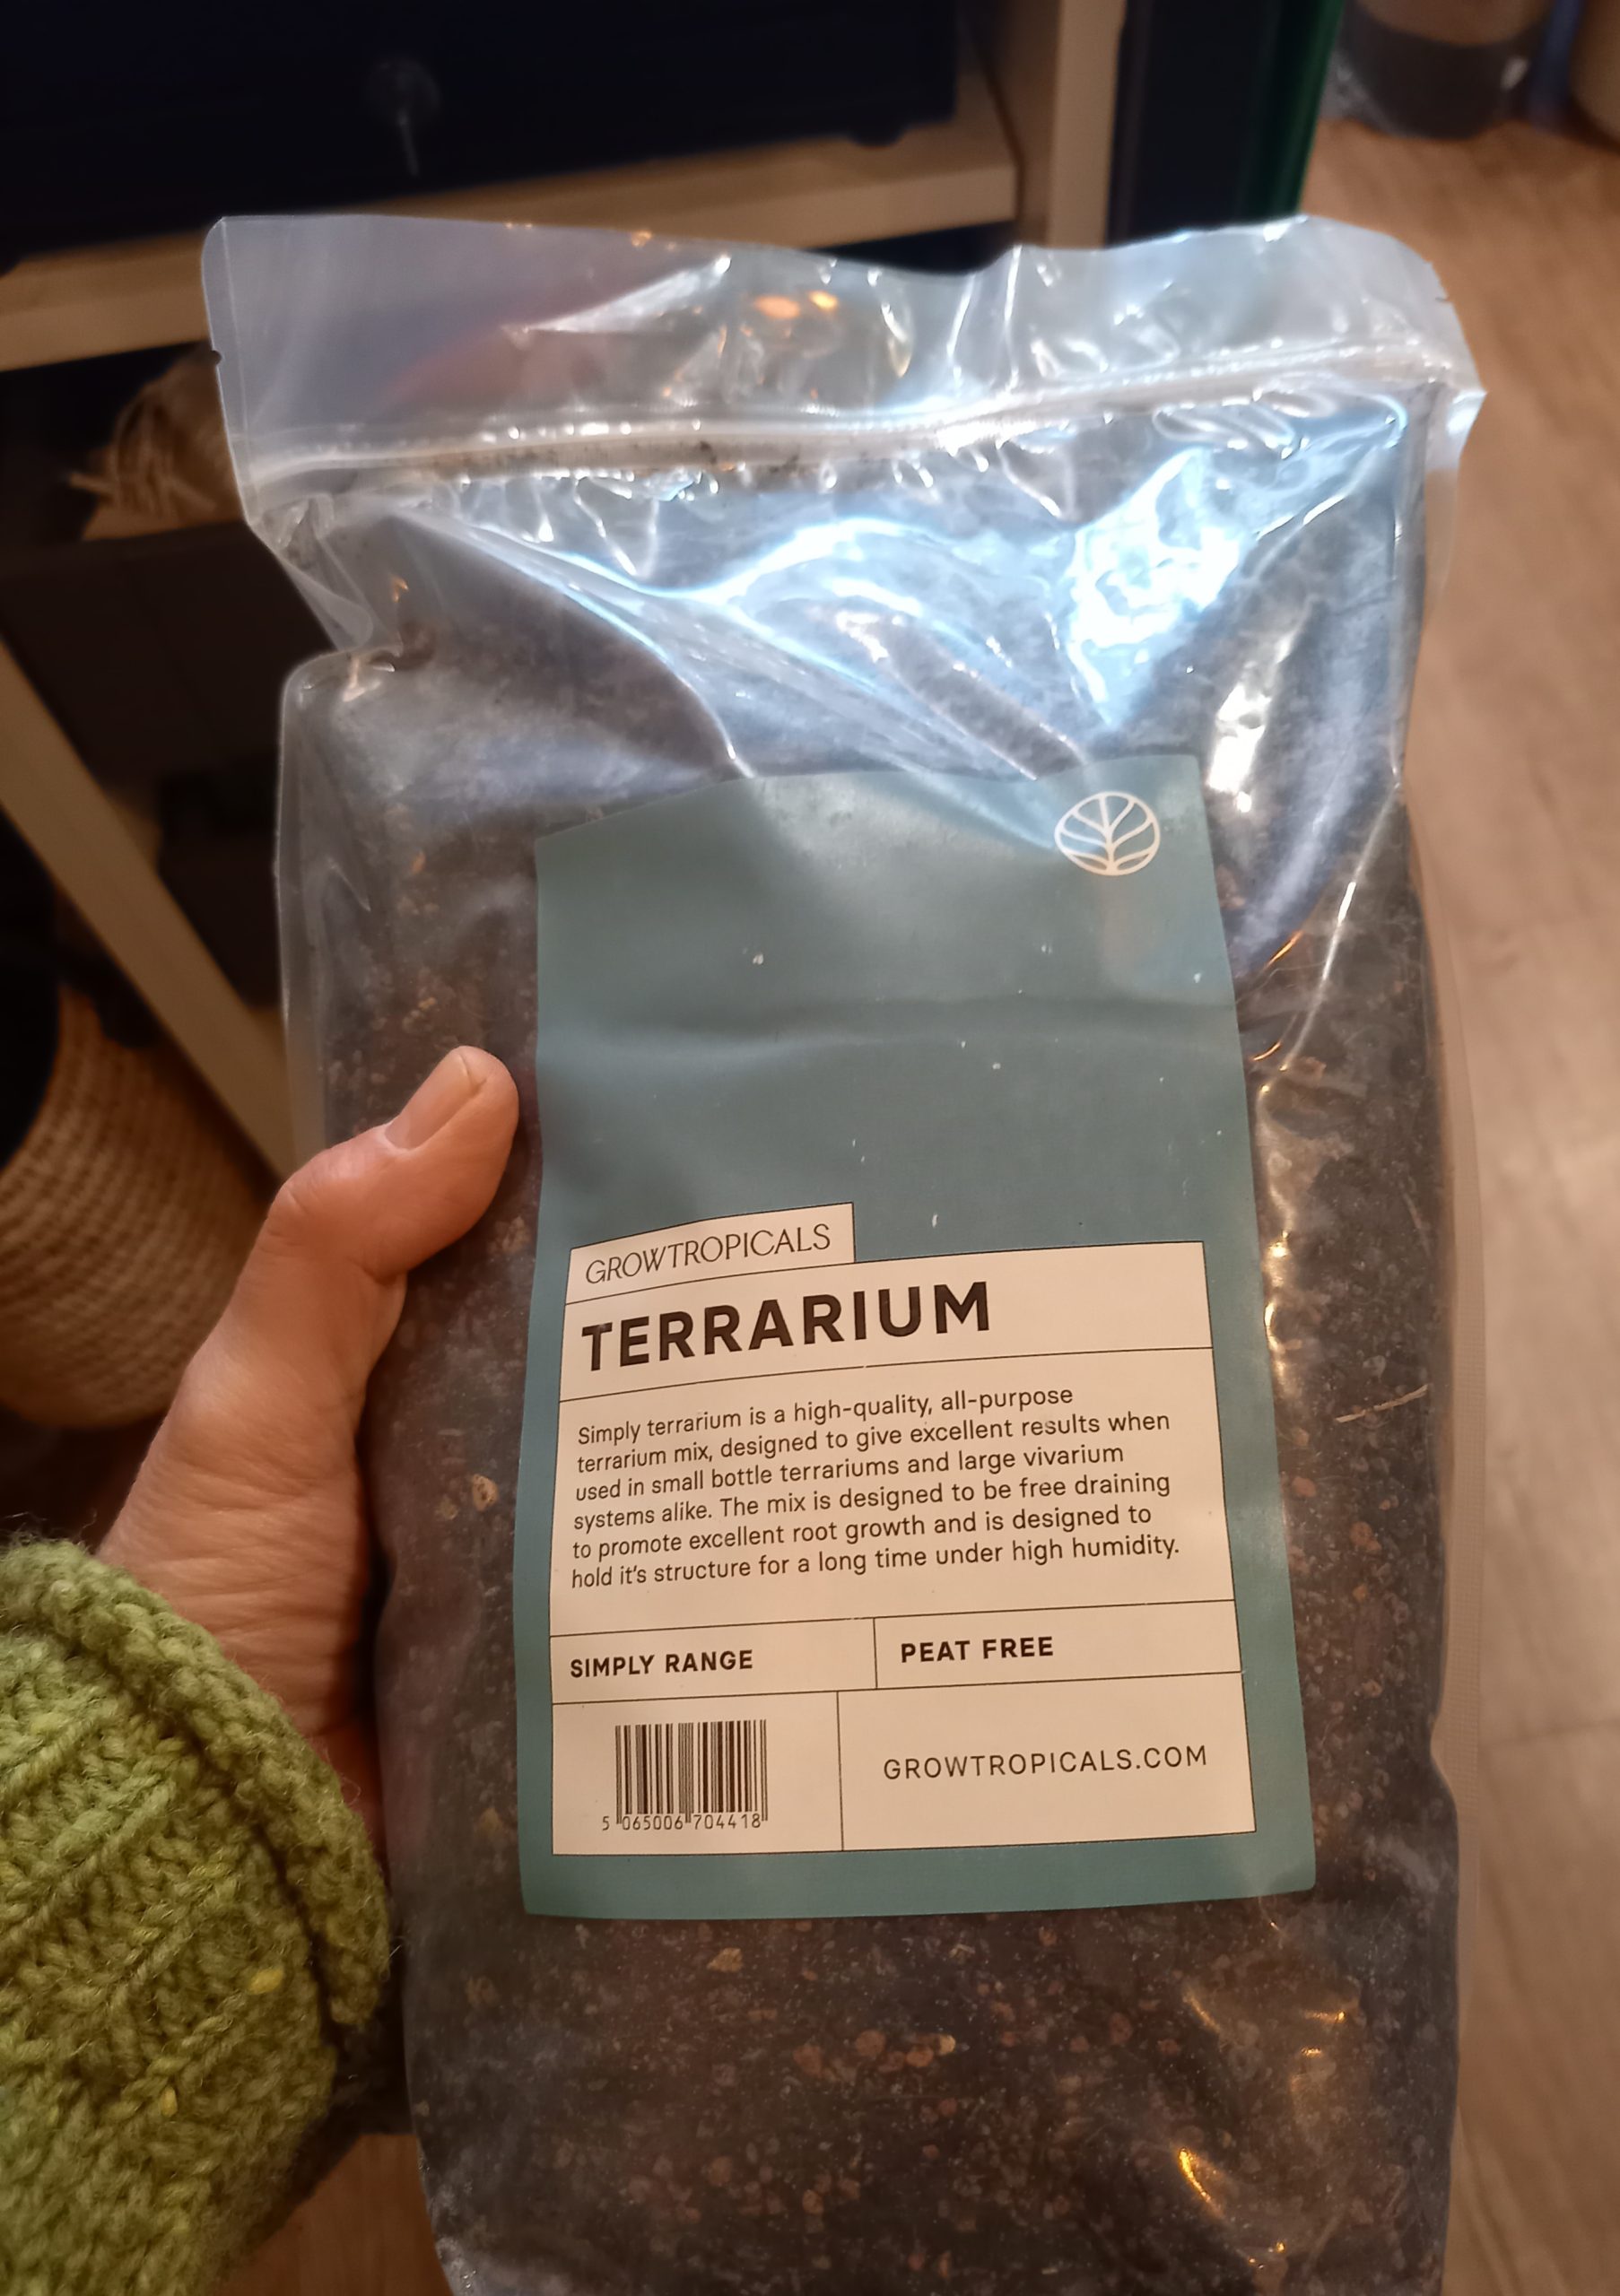 GROWTROPICALS
TERRARIUM
Simply terrarium is a high-quality, all-purpose
terrarium mix, designed to give excellent results when
used in small bottle terrariums and large vivarium
systems alike. The mix is designed to be free draining
to promote excellent root growth and is designed to
hold it's structure for a long time under high humidity.
SIMPLY RANGE
PEAT FREE
5 065006 704418
GROWTROPICALS.COM